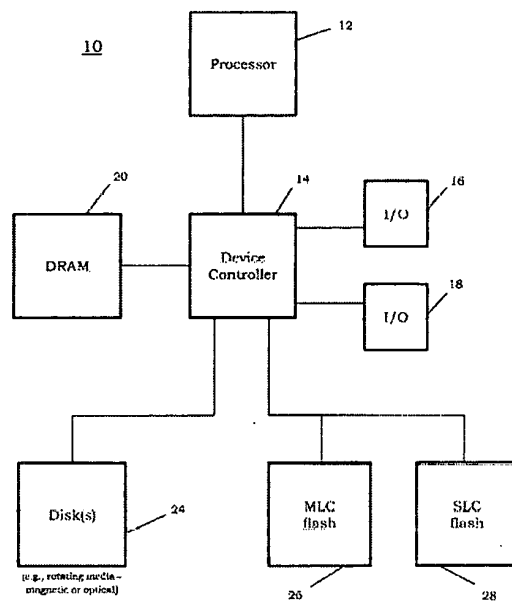 10
12
Processor
20
14
16
I/O
DRAM
Device
Controller
18
I/O
Disk(s)
24
MLC
flash
SLC
flash
(e.g., rotating media-
magnetic or optical)
26
28